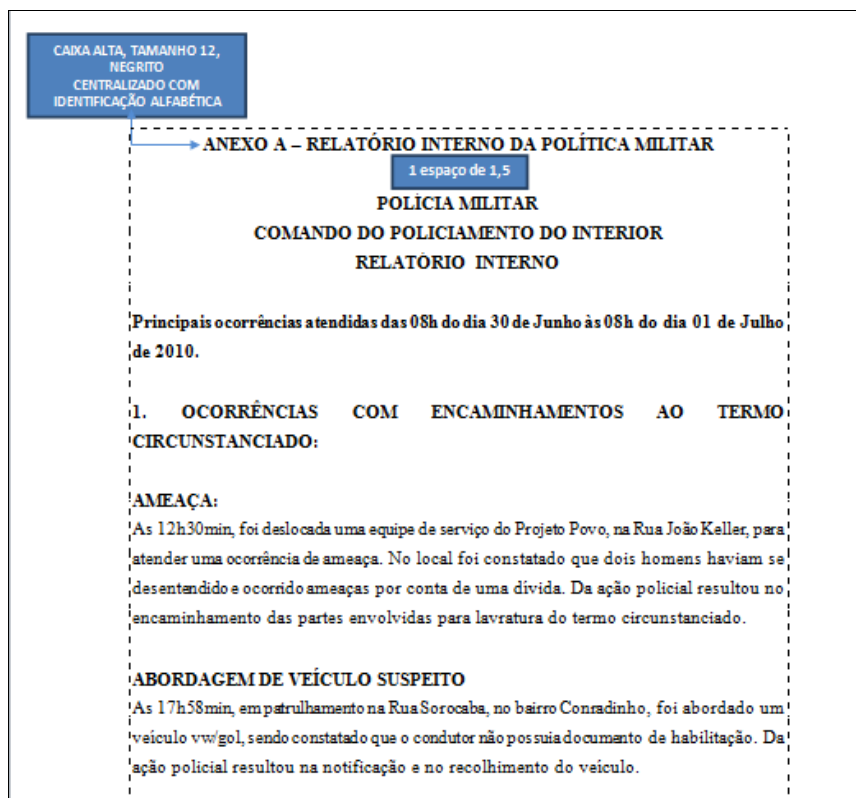 CAIXA ALTA, TAMANHO 12,
NEGRITO
CENTRALIZADO COM
IDENTIFICAÇÃO ALFABÉTICA
ANEXO A – RELATÓRIO INTERNO DA POLÍTICA MILITAR
1 espaço de 1,5
POLÍCIA MILITAR
COMANDO DO POLICIAMENTO DO INTERIOR
RELATÓRIO INTERNO
Principais ocorrências atendidas das 08h do dia 30 de Junho às 08h do dia 01 de Julho
de 2010.
1. OCORRÊNCIAS COM ENCAMINHAMENTOS AO TERMO
CIRCUNSTANCIADO:
AMEAÇA:
As 12h30min, foi deslocada uma equipe de serviço do Projeto Povo, na Rua João Keller, para
atender uma ocorrência de ameaça. No local foi constatado que dois homens haviam se
desentendido e ocorrido ameaças por conta de uma dívida. Da ação policial resultou no
encaminhamento das partes envolvidas para lavratura do termo circunstanciado.
ABORDAGEM DE VEÍCULO SUSPEITO
As 17h58min, em patrulhamento na Rua Sorocaba, no bairro Conradinho, foi abordado um
veículo vw/gol, sendo constatado que o condutor não possuia documento de habilitação. Da
ação policial resultou na notificação e no recolhimento do veículo.